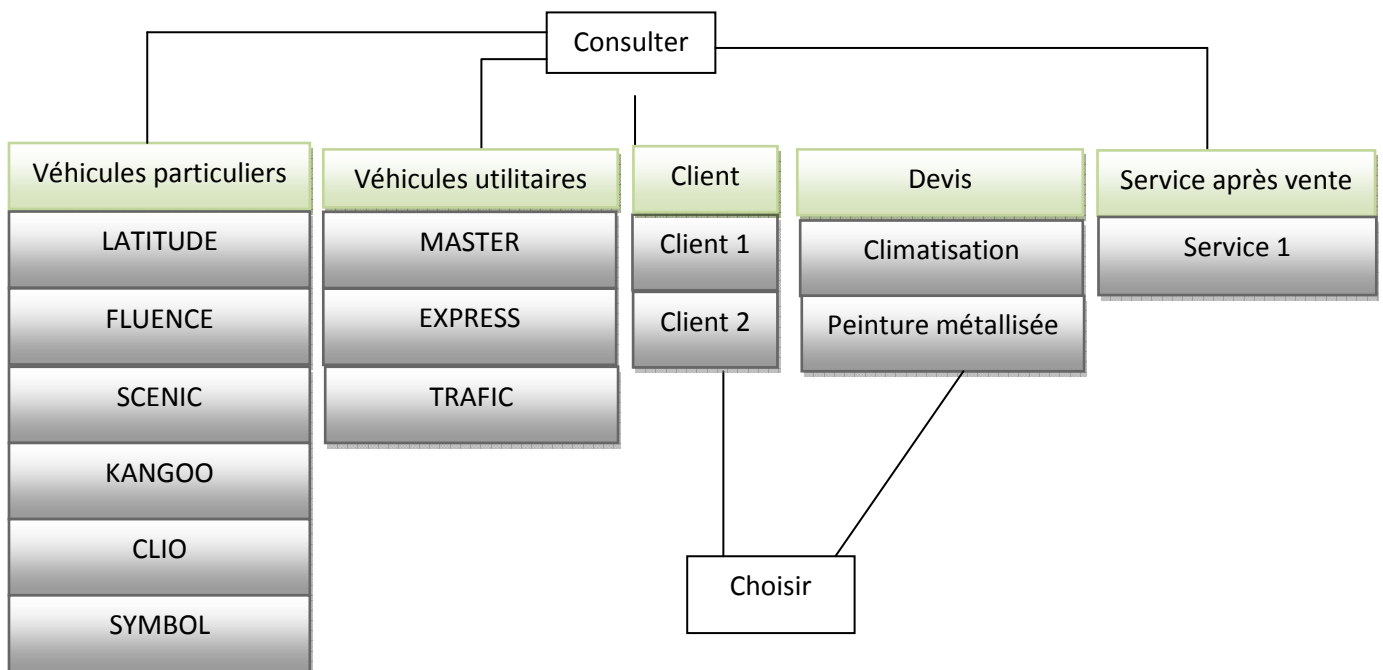 Consulter
Véhicules particuliers
LATITUDE
FLUENCE
SCENIC
KANGOO
CLIO
SYMBOL
Véhicules utilitaires
MASTER
EXPRESS
TRAFIC
Client
Client 1
Client 2
Devis
Climatisation
Peinture métallisée
Service après vente
Service 1
Choisir